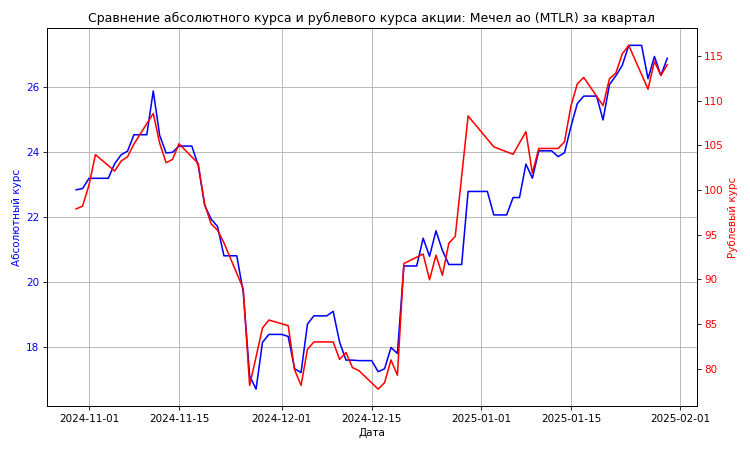 Сравнение абсолютного курса и рублевого курса акции: Мечел ао (MTLR) за квартал
Абсолютный курс
26
24
22
20
18
115
110
105
100
95
90
85
80
Рублевый курс
2024-11-01 2024-11-15 2024-12-01 2024-12-15 2025-01-01 2025-01-15 2025-02-01
Дата